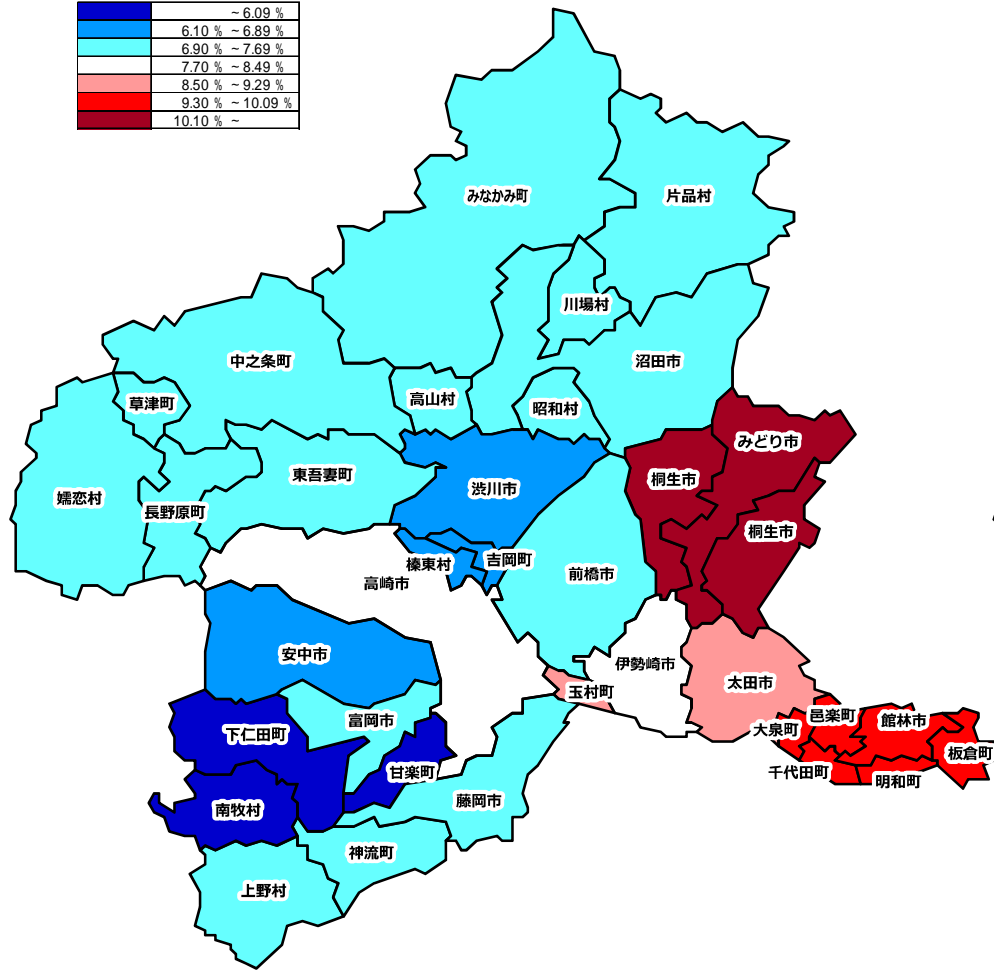 ~ 6.09 %
6.10 % ~ 6.89 %
6.90 % ~ 7.69 %
7.70 % ~ 8.49 %
8.50 % ~ 9.29 %
9.30 % ~ 10.09 %
10.10 % ~
みなかみ町
片品村
川場村
中之条町
沼田市
高山村
昭和村
草津町
みどり市
東吾妻町
桐生市
渋川市
嬬恋村
長野原町
桐生市
吉岡町
榛東村
前橋市
高崎市
安中市
伊勢崎市
太田市
玉村町
邑楽町
館林市
富岡市
下仁田町
大泉町
板倉町
甘楽町
千代田町
明和町
南牧村
藤岡市
神流町
上野村